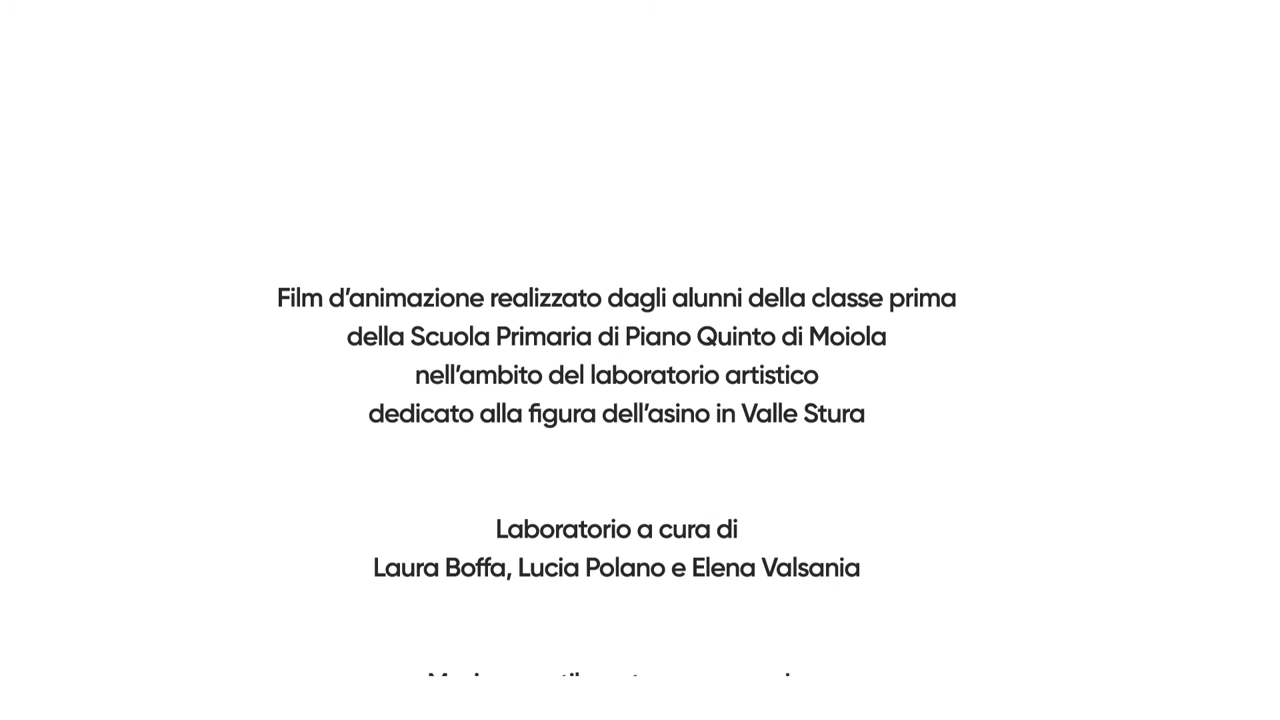 Film d’animazione realizzato dagli alunni della classe prima
della Scuola Primaria di Piano Quinto di Moiola
nell’ambito del laboratorio artistico
dedicato alla figura dell’asino in Valle Stura
Laboratorio a cura di
Laura Boffa, Lucia Polano e Elena Valsania